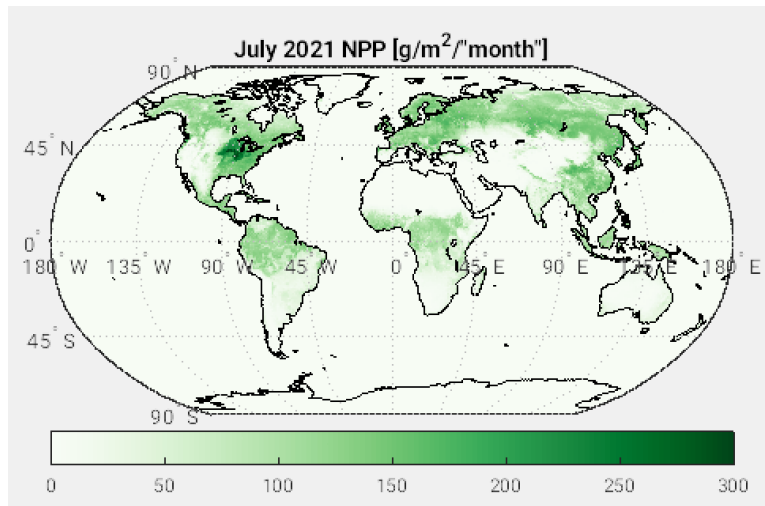 July 2021 NPP [g/m²/"month"]
90° N
45° N
0°
180° W 135° W 90° W 45° W 0° 45° E 90° E 135° E 180° E
45° S
90° S
0 50 100 150 200 250 300